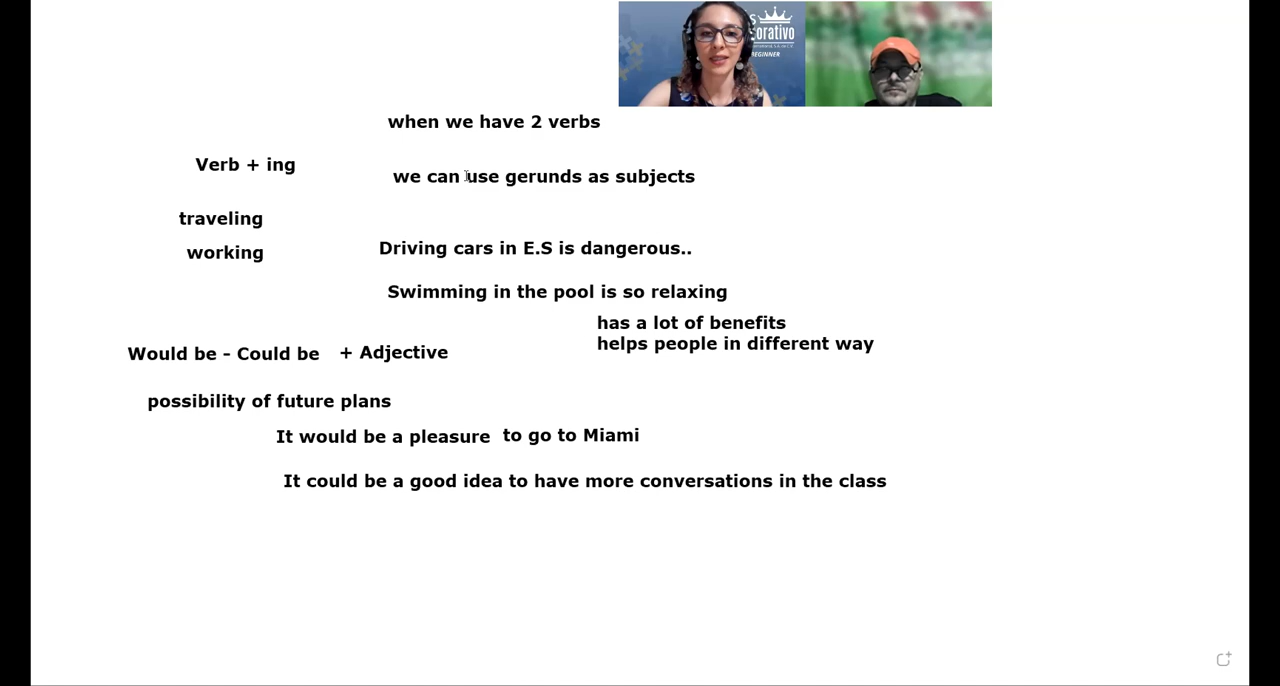 S
orativo
EGINNER
when we have 2 verbs
Verb + ing
we can use gerunds as subjects
traveling
working
Driving cars in E.S is dangerous..
Swimming in the pool is so relaxing
has a lot of benefits
helps people in different way
Would be - Could be + Adjective
possibility of future plans
It would be a pleasure to go to Miami
It could be a good idea to have more conversations in the class